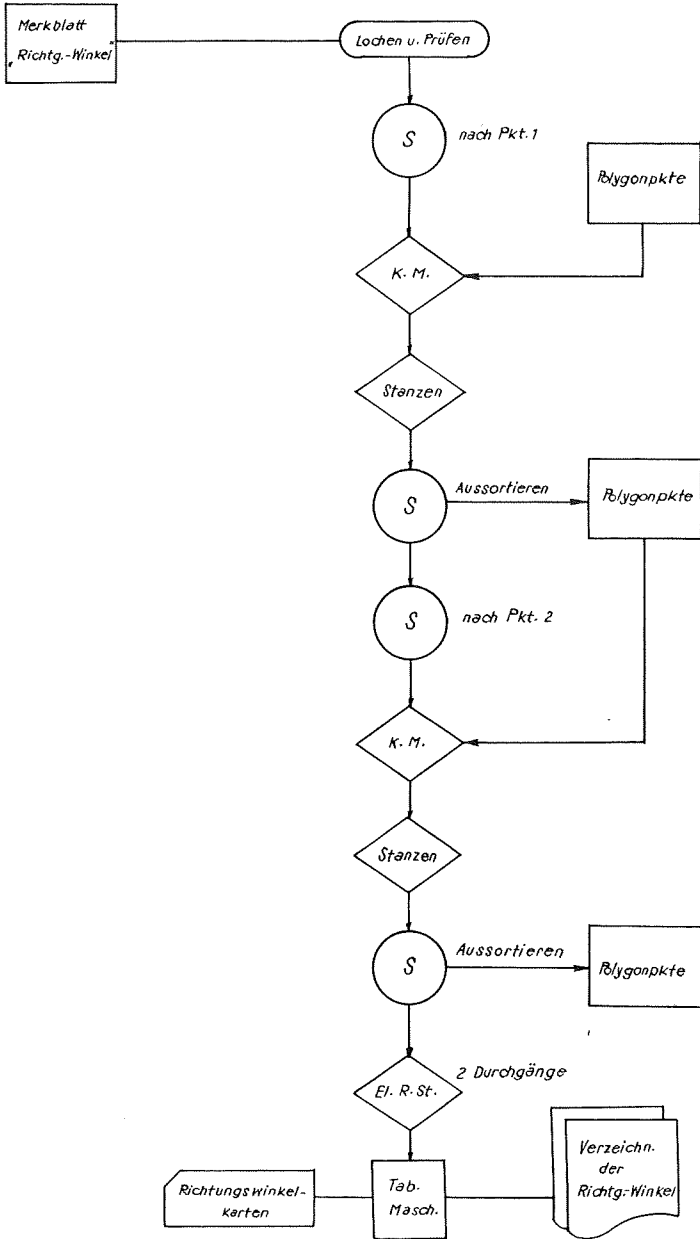 Merkblatt
„Richtg.-Winkel"
Lochen u. Prüfen
S
nach Pkt. 1
Polygonpkte
K. M.
Stanzen
S
Aussortieren
Polygonpkte
S
nach Pkt. 2
K. M.
Stanzen
S
Aussortieren
Polygonpkte
El. R. St.
2 Durchgänge
Richtungswinkel-
karten
Tab.
Masch.
Verzeichn.
der
Richtg.-Winkel